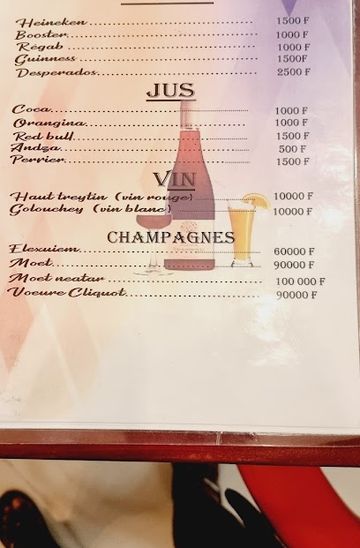 Heineken 1500 F
Booster 1000 F
Régab 1000 F
Guinness 1500F
Desperados 2500 F
JUS
Coca 1000 F
Orangina 1000 F
Red bull 1500 F
Andza 500 F
Perrier 1500 F
VIN
Haut treytin (vin rouge) 10000 F
Golouchey (vin blanc) 10000 F
CHAMPAGNES
Elexuiem 60000 F
Moet 90000 F
Moet neatar 100 000 F
Voeure Cliquot 90000 F